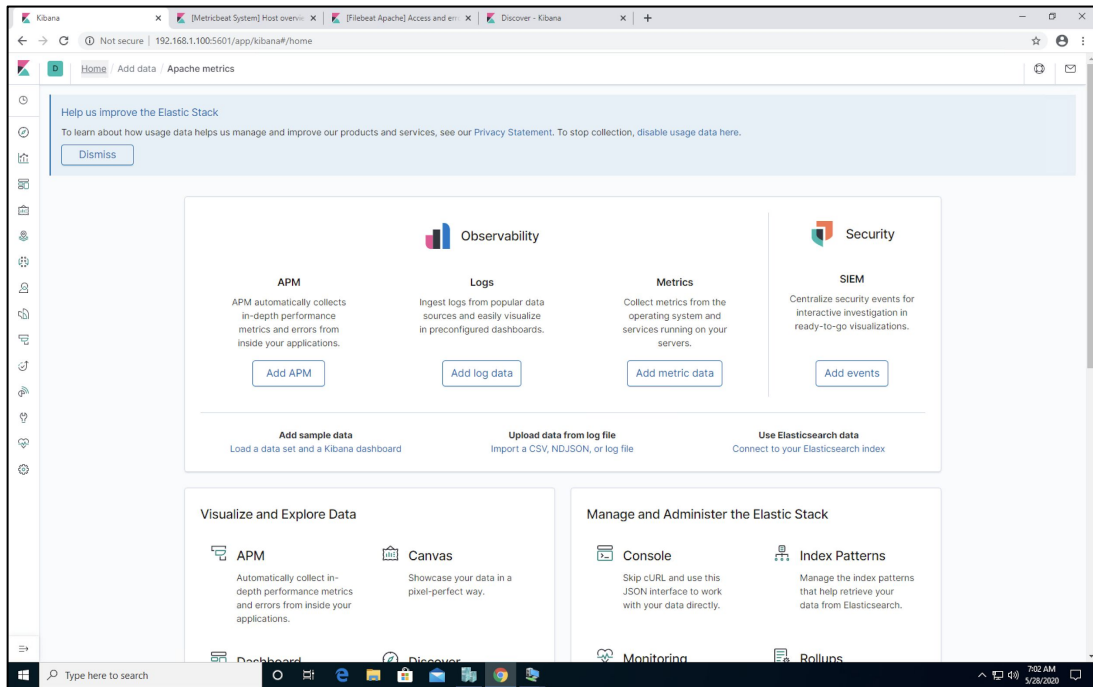 Kibana
[Metricbeat System] Host overvie
[Filebeat Apache] Access and err
Discover - Kibana
Not secure | 192.168.1.100:5601/app/kibana#/home
D Home / Add data / Apache metrics
Help us improve the Elastic Stack
To learn about how usage data helps us manage and improve our products and services, see our Privacy Statement. To stop collection, disable usage data here.
Dismiss
Observability
Security
APM
Logs
Metrics
SIEM
APM automatically collects
in-depth performance
metrics and errors from
inside your applications.
Ingest logs from popular data
sources and easily visualize
in preconfigured dashboards.
Collect metrics from the
operating system and
services running on your
servers.
Centralize security events for
interactive investigation in
ready-to-go visualizations.
Add APM
Add log data
Add metric data
Add events
Add sample data
Load a data set and a Kibana dashboard
Upload data from log file
Import a CSV, NDJSON, or log file
Use Elasticsearch data
Connect to your Elasticsearch index
Visualize and Explore Data
APM
Automatically collect in-
depth performance metrics
and errors from inside your
applications.
Canvas
Showcase your data in a
pixel-perfect way.
Dashboard
Discover
Manage and Administer the Elastic Stack
Console
Skip cURL and use this
JSON interface to work
with your data directly.
Index Patterns
Manage the index patterns
that help retrieve your
data from Elasticsearch.
Monitoring
Rollups
Type here to search
7:02 AM
5/28/2020